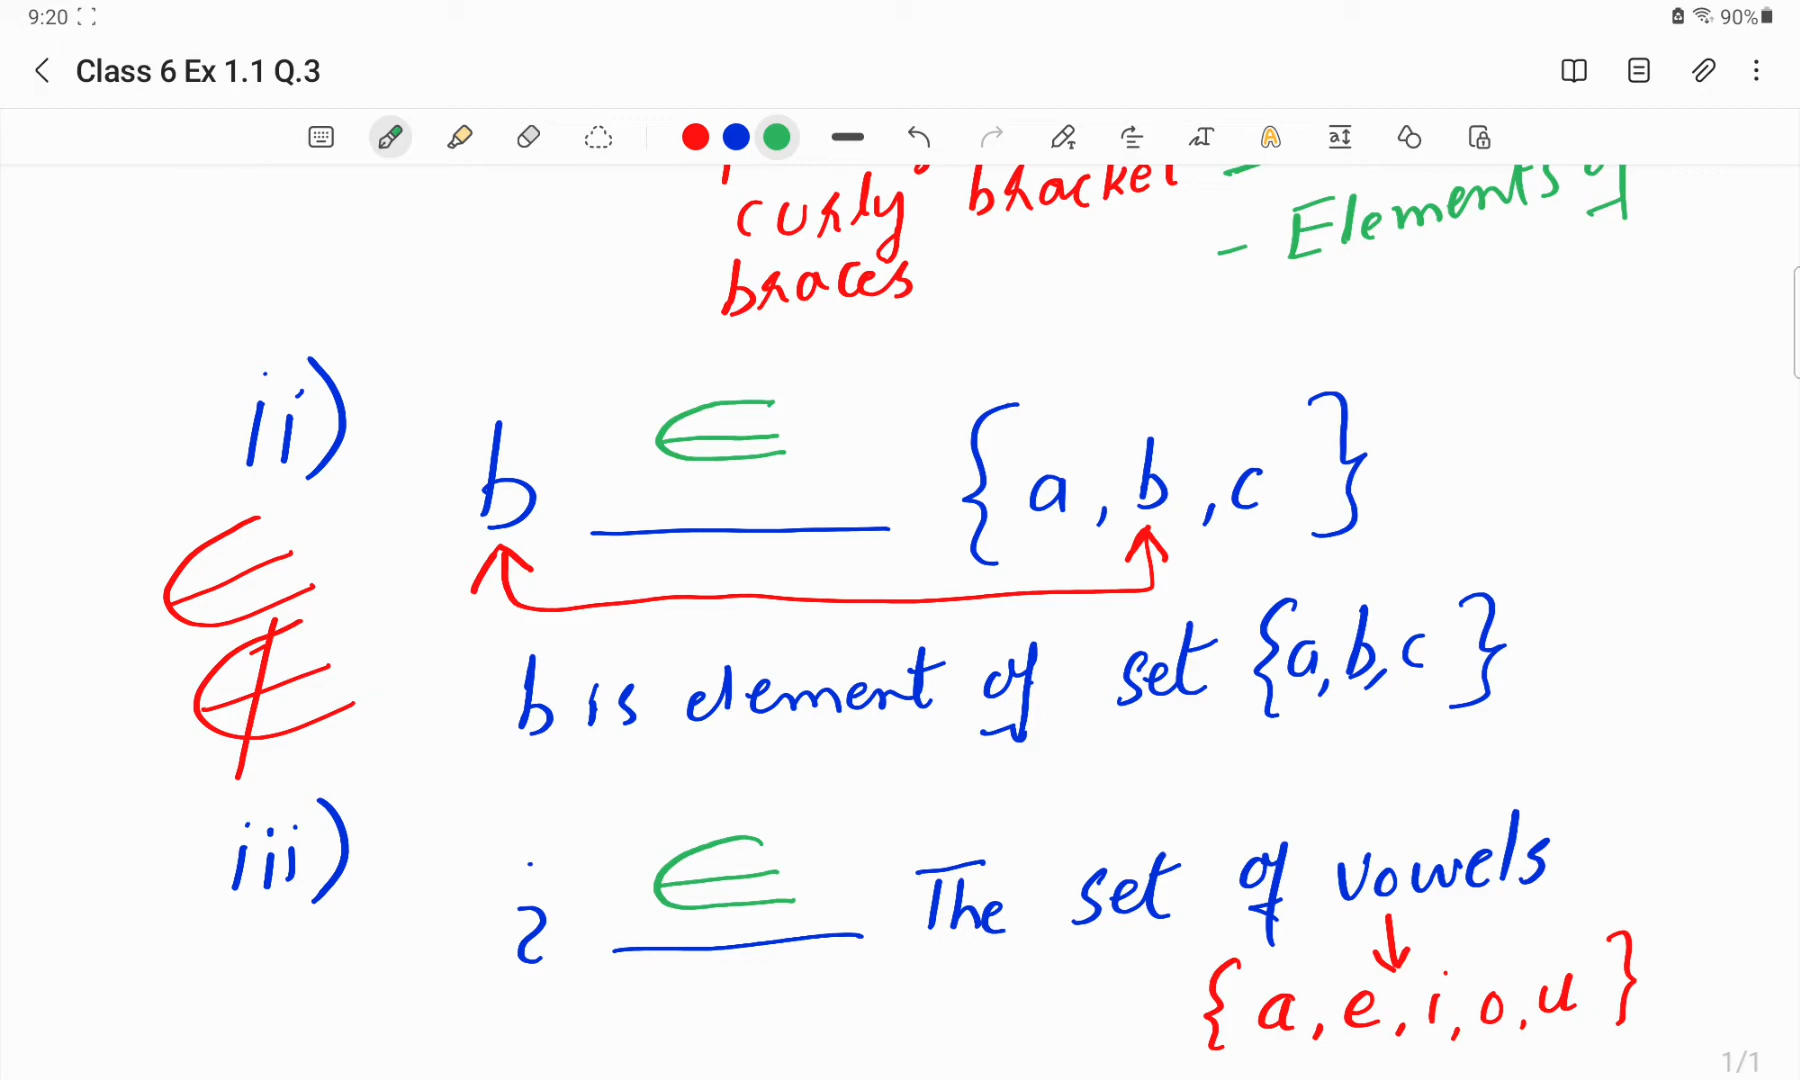 9:20 90%
Class 6 Ex 1.1 Q.3
curly bracket
braces
- Elements of
ii) b ∈ { a , b , c }
∈
∉
b is element of set {a, b, c }
iii) i ∈ The set of vowels
{ a , e , i , o , u }
1/1